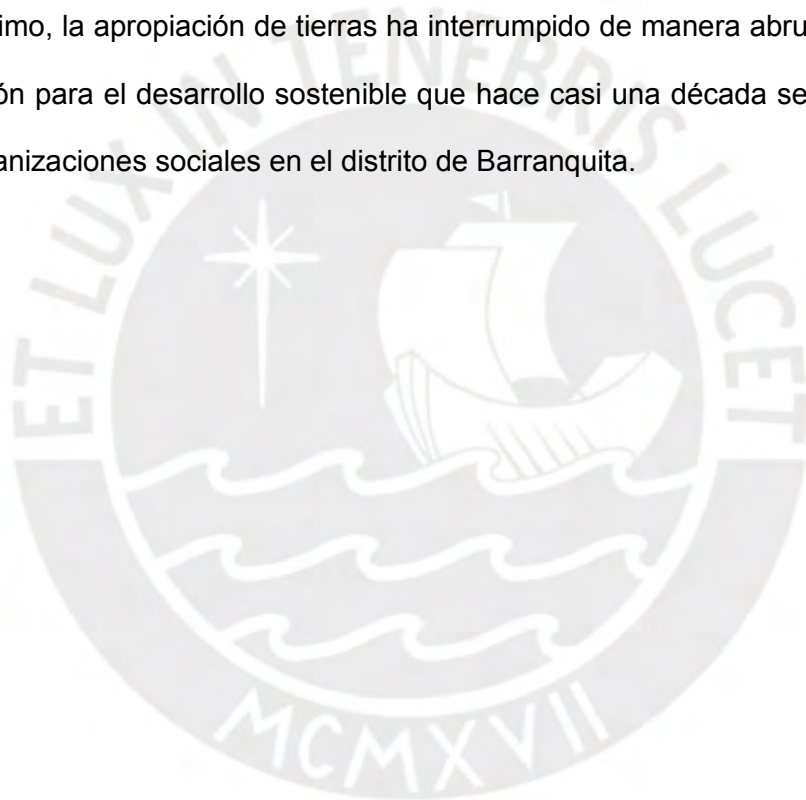 imo, la apropiación de tierras ha interrumpido de manera abru
ón para el desarrollo sostenible que hace casi una década se
anizaciones sociales en el distrito de Barranquita.
ET LUX IN TENEBRIS LUCET
MCMXVII